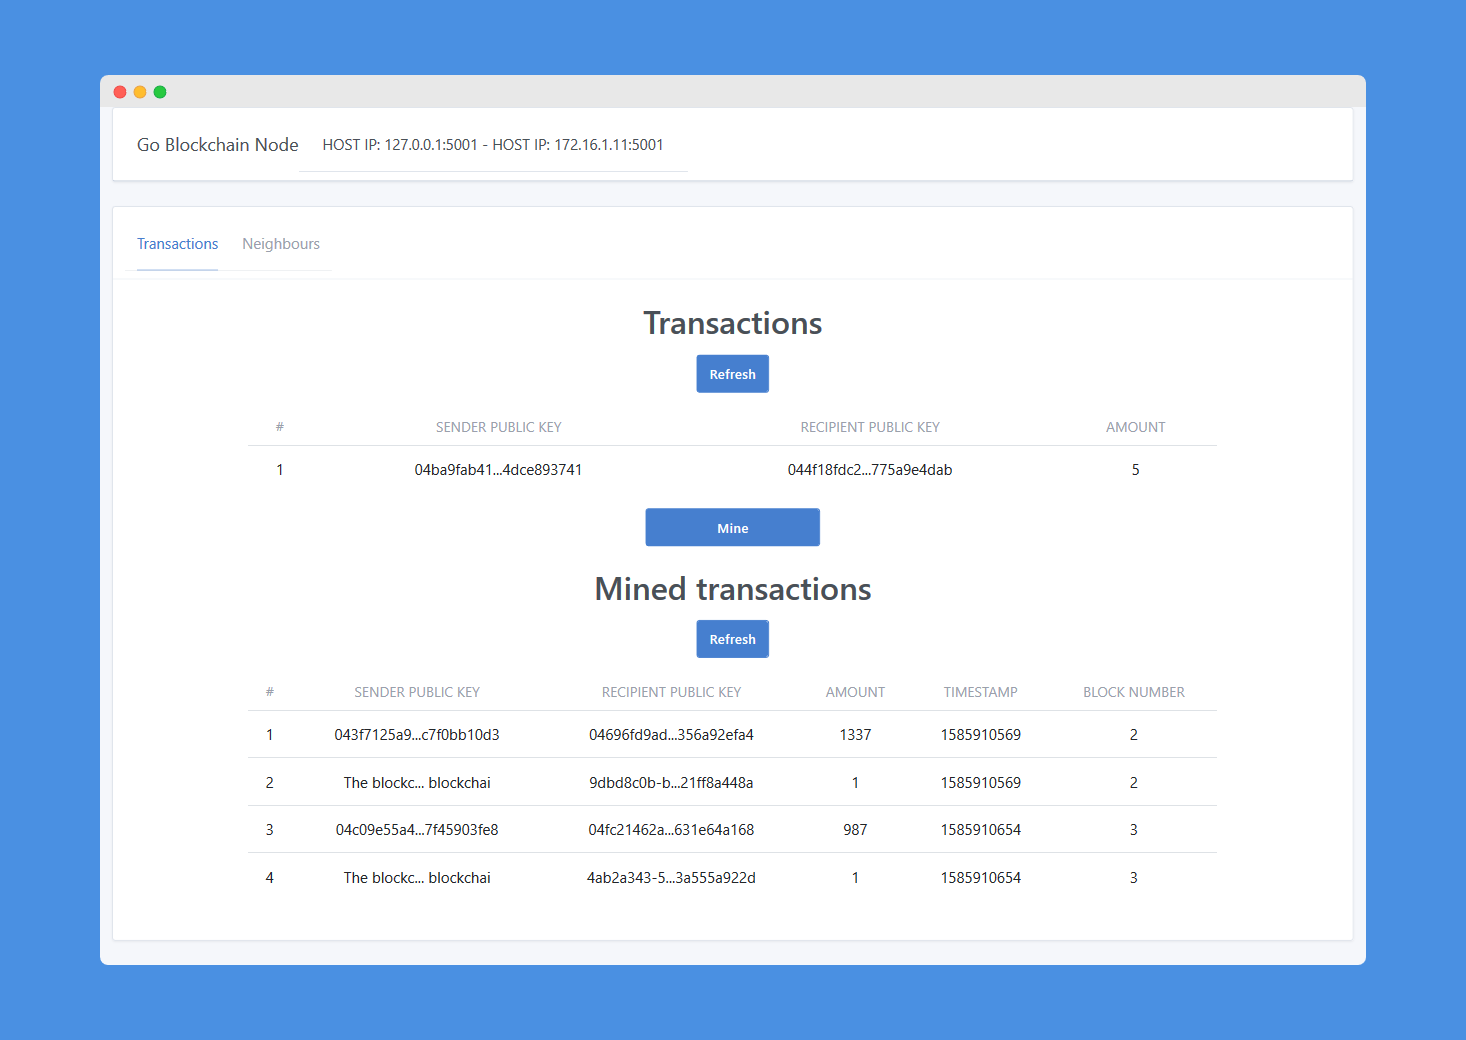 Go Blockchain Node HOST IP: 127.0.0.1:5001 - HOST IP: 172.16.1.11:5001
Transactions Neighbours
Transactions
Refresh
# SENDER PUBLIC KEY RECIPIENT PUBLIC KEY AMOUNT
1 04ba9fab41...4dce893741 044f18fdc2...775a9e4dab 5
Mine
Mined transactions
Refresh
# SENDER PUBLIC KEY RECIPIENT PUBLIC KEY AMOUNT TIMESTAMP BLOCK NUMBER
1 043f7125a9...c7f0bb10d3 04696fd9ad...356a92efa4 1337 1585910569 2
2 The blockc... blockchai 9dbd8c0b-b...21ff8a448a 1 1585910569 2
3 04c09e55a4...7f45903fe8 04fc21462a...631e64a168 987 1585910654 3
4 The blockc... blockchai 4ab2a343-5...3a555a922d 1 1585910654 3